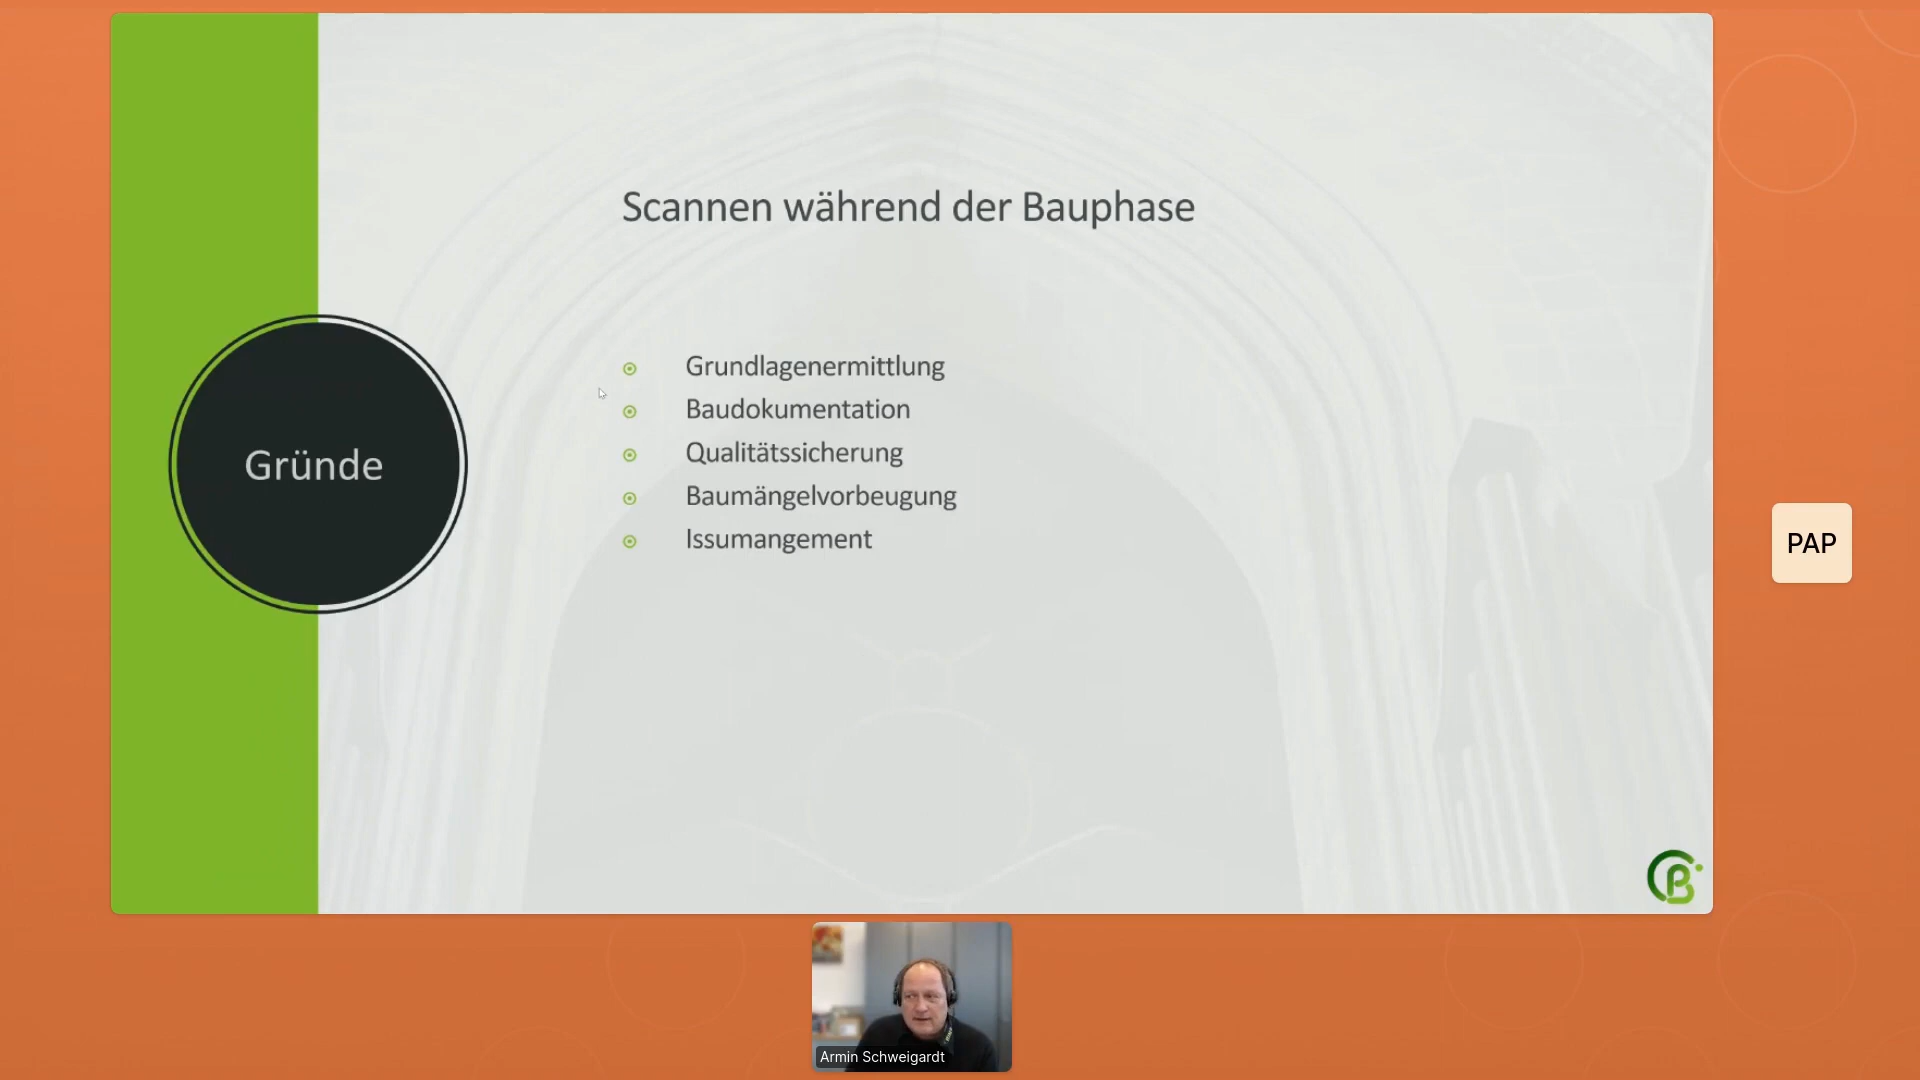 Scannen während der Bauphase
Gründe
Grundlagenermittlung
Baudokumentation
Qualitätssicherung
Baumängelvorbeugung
Issumangement
PAP
Armin Schweigardt